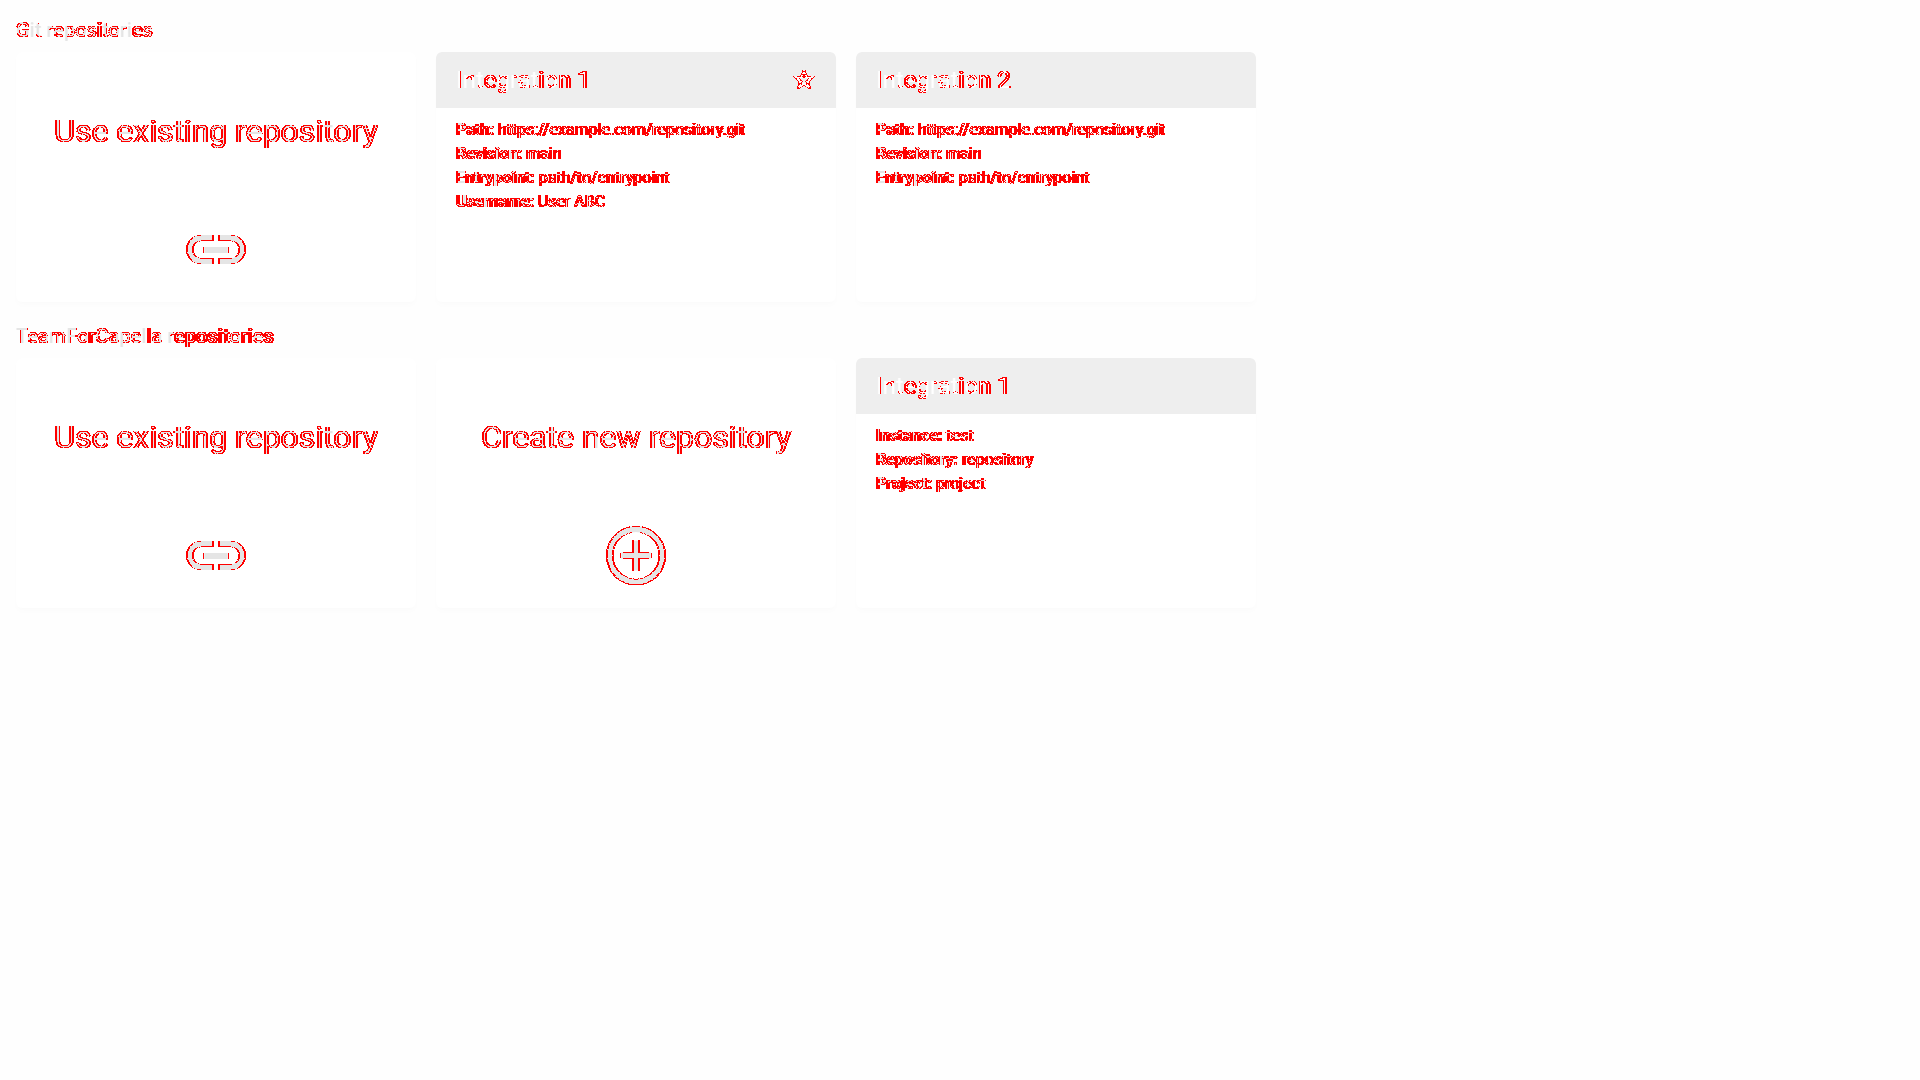 Git repositories
Use existing repository
Integration 1
Path: https://example.com/repository.git
Revision: main
Entrypoint: path/to/entrypoint
Username: User ABC
Integration 2
Path: https://example.com/repository.git
Revision: main
Entrypoint: path/to/entrypoint
TeamForCapella repositories
Use existing repository
Create new repository
Integration 1
Instance: test
Repository: repository
Project: project